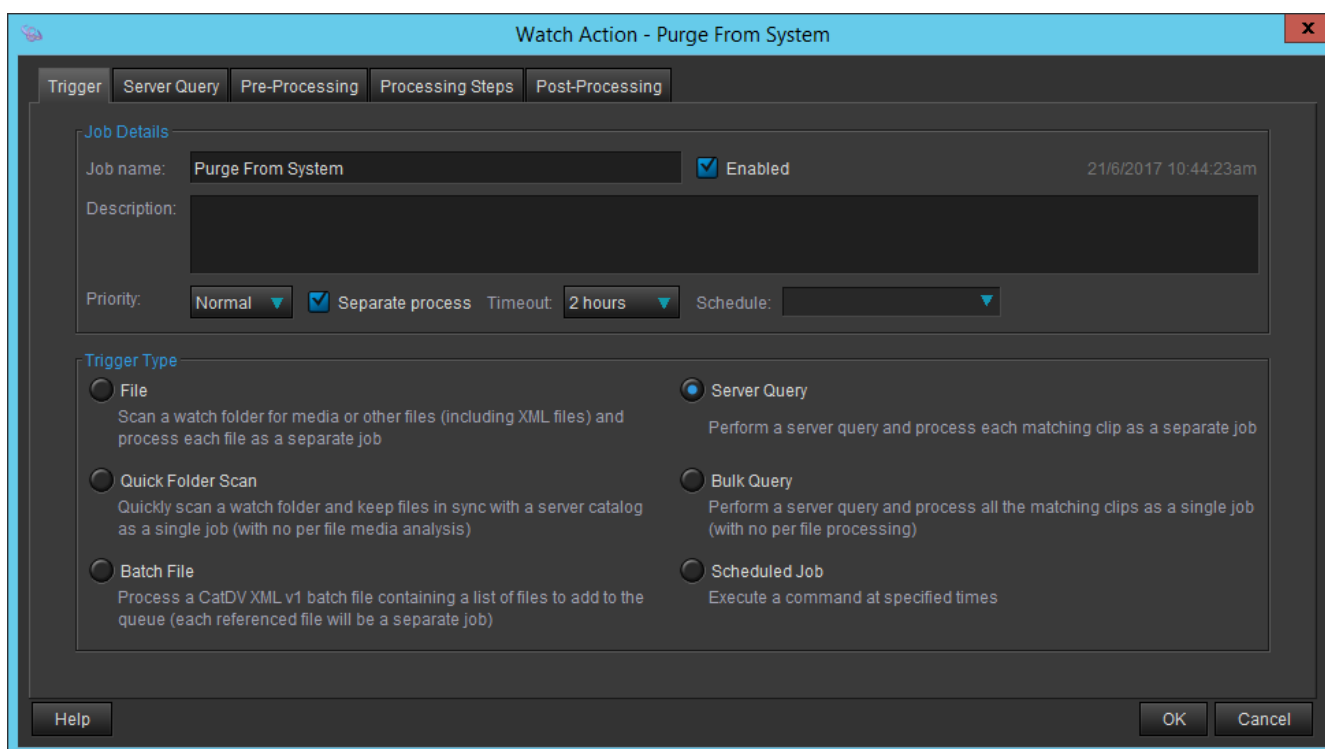 Watch Action - Purge From System
x
Trigger Server Query Pre-Processing Processing Steps Post-Processing
Job Details
Job name: Purge From System Enabled 21/6/2017 10:44:23am
Description:
Priority: Normal Separate process Timeout: 2 hours Schedule:
Trigger Type
File
Scan a watch folder for media or other files (including XML files) and
process each file as a separate job
Server Query
Perform a server query and process each matching clip as a separate job
Quick Folder Scan
Quickly scan a watch folder and keep files in sync with a server catalog
as a single job (with no per file media analysis)
Bulk Query
Perform a server query and process all the matching clips as a single job
(with no per file processing)
Batch File
Process a CatDV XML v1 batch file containing a list of files to add to the
queue (each referenced file will be a separate job)
Scheduled Job
Execute a command at specified times
Help OK Cancel